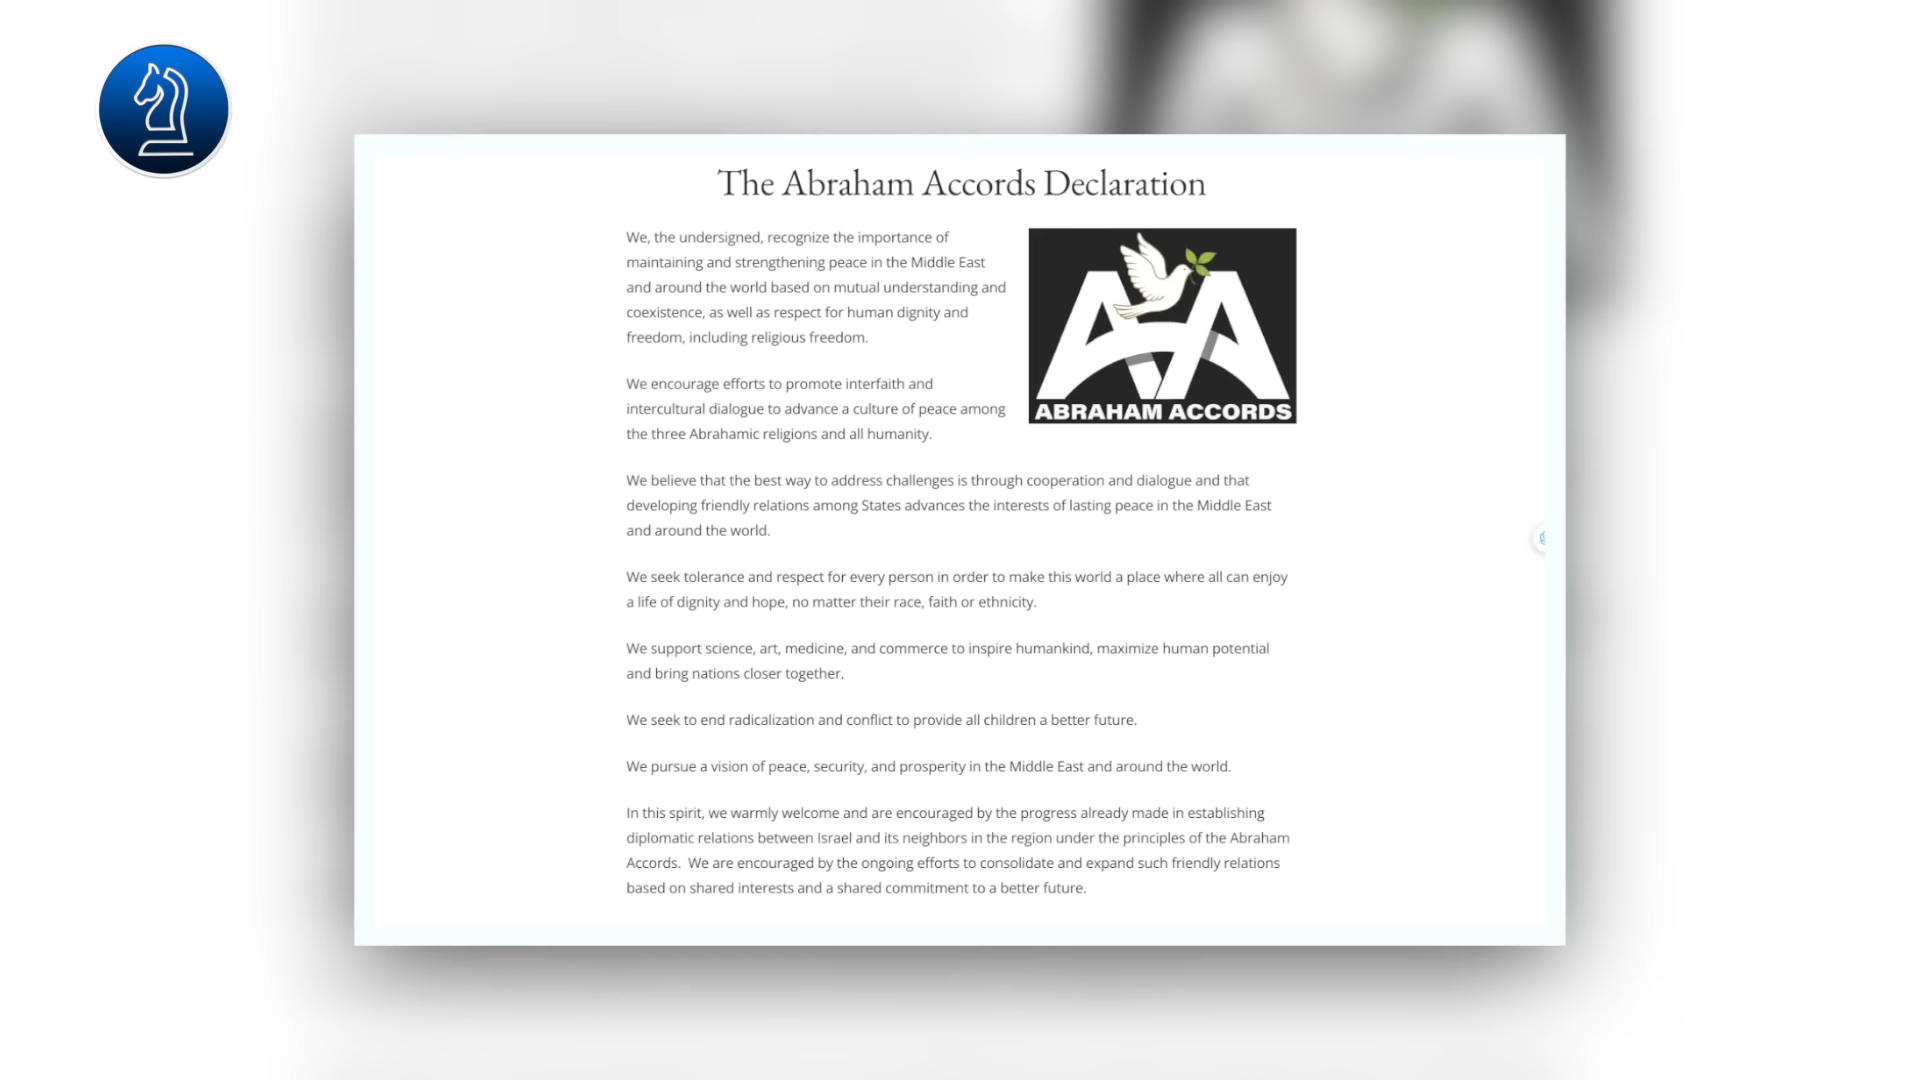 The Abraham Accords Declaration
We, the undersigned, recognize the importance of
maintaining and strengthening peace in the Middle East
and around the world based on mutual understanding and
coexistence, as well as respect for human dignity and
freedom, including religious freedom.
We encourage efforts to promote interfaith and
intercultural dialogue to advance a culture of peace among
the three Abrahamic religions and all humanity.
ABRAHAM ACCORDS
We believe that the best way to address challenges is through cooperation and dialogue and that
developing friendly relations among States advances the interests of lasting peace in the Middle East
and around the world.
We seek tolerance and respect for every person in order to make this world a place where all can enjoy
a life of dignity and hope, no matter their race, faith or ethnicity.
We support science, art, medicine, and commerce to inspire humankind, maximize human potential
and bring nations closer together.
We seek to end radicalization and conflict to provide all children a better future.
We pursue a vision of peace, security, and prosperity in the Middle East and around the world.
In this spirit, we warmly welcome and are encouraged by the progress already made in establishing
diplomatic relations between Israel and its neighbors in the region under the principles of the Abraham
Accords.  We are encouraged by the ongoing efforts to consolidate and expand such friendly relations
based on shared interests and a shared commitment to a better future.